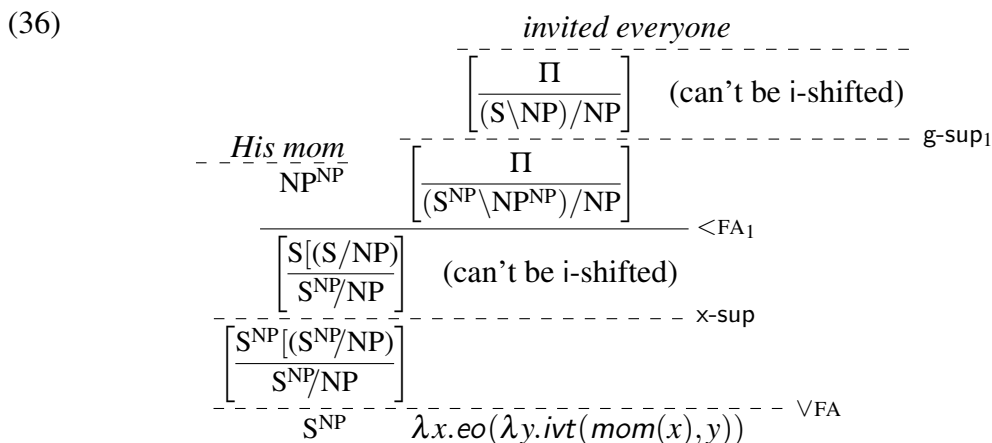 (36)
invited everyone
[Π / (S\NP)/NP] (can't be i-shifted)
g-sup₁
His mom
NP^NP [Π / (S^NP\NP^NP)/NP]
<FA₁
[S[(S/NP) / S^NP/NP] (can't be i-shifted)
x-sup
[S^NP[(S^NP/NP) / S^NP/NP]
∨FA
S^NP λx.eo(λy.ivt(mom(x),y))